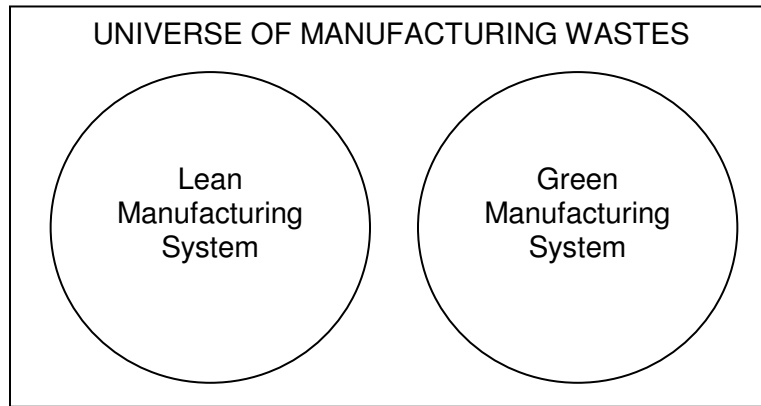 UNIVERSE OF MANUFACTURING WASTES
Lean
Manufacturing
System
Green
Manufacturing
System